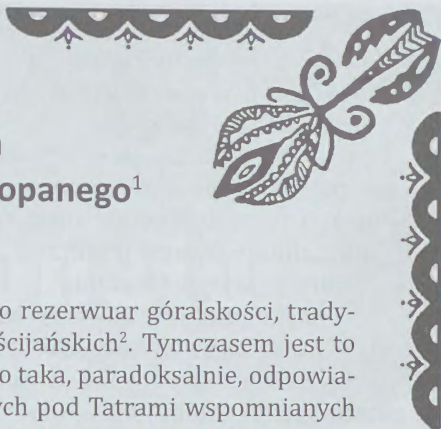 opanego¹
o rezerwuar góralskości, trady-
ścijańskich². Tymczasem jest to
o taka, paradoksalnie, odpowia-
ych pod Tatrami wspomnianych